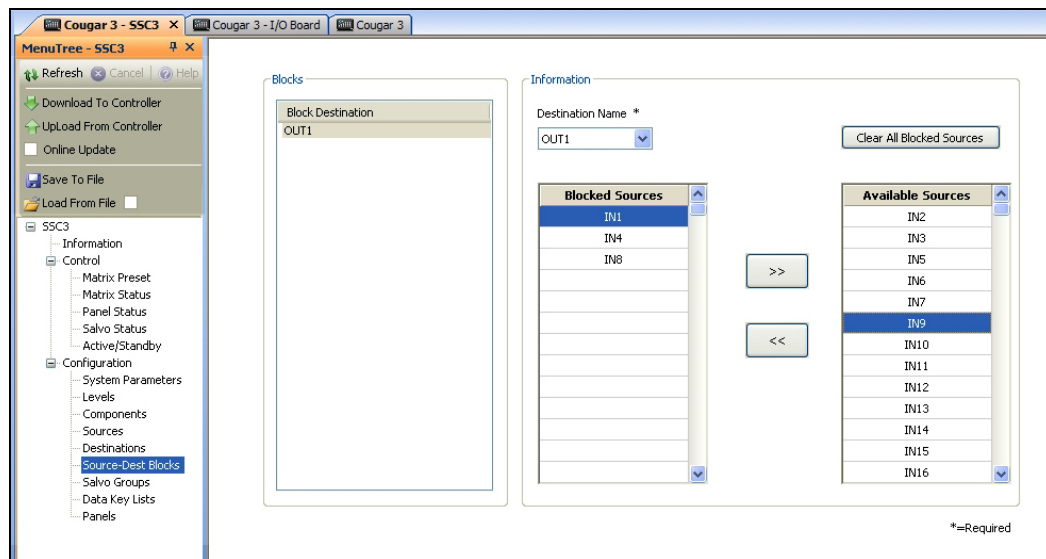 Cougar 3 - SSC3 X Cougar 3 - I/O Board Cougar 3
MenuTree - SSC3
Refresh Cancel Help
Download To Controller
UpLoad From Controller
Online Update
Save To File
Load From File
SSC3
Information
Control
Matrix Preset
Matrix Status
Panel Status
Salvo Status
Active/Standby
Configuration
System Parameters
Levels
Components
Sources
Destinations
Source-Dest Blocks
Salvo Groups
Data Key Lists
Panels
Blocks
Block Destination
OUT1
Information
Destination Name *
OUT1
Clear All Blocked Sources
Blocked Sources
IN1
IN4
IN8
>>
<<
Available Sources
IN2
IN3
IN5
IN6
IN7
IN9
IN10
IN11
IN12
IN13
IN14
IN15
IN16
*=Required